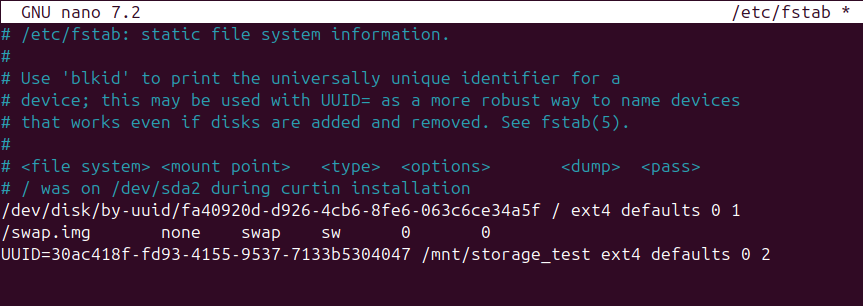 GNU nano 7.2 /etc/fstab *
# /etc/fstab: static file system information.
#
# Use 'blkid' to print the universally unique identifier for a
# device; this may be used with UUID= as a more robust way to name devices
# that works even if disks are added and removed. See fstab(5).
#
# <file system> <mount point>   <type>  <options>       <dump>  <pass>
# / was on /dev/sda2 during curtin installation
/dev/disk/by-uuid/fa40920d-d926-4cb6-8fe6-063c6ce34a5f / ext4 defaults 0 1
/swap.img       none    swap    sw      0       0
UUID=30ac418f-fd93-4155-9537-7133b5304047 /mnt/storage_test ext4 defaults 0 2